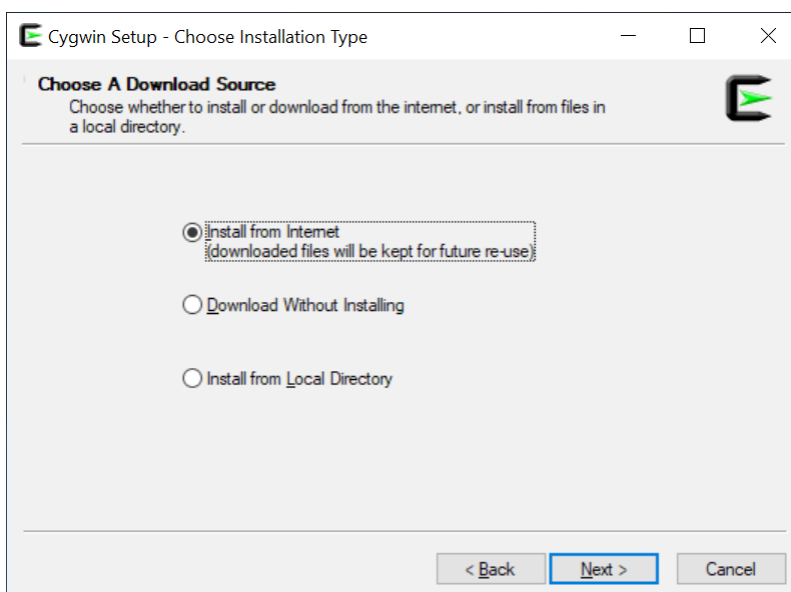 Cygwin Setup - Choose Installation Type
Choose A Download Source
Choose whether to install or download from the internet, or install from files in
a local directory.
Install from Internet
(downloaded files will be kept for future re-use)
Download Without Installing
Install from Local Directory
< Back
Next >
Cancel